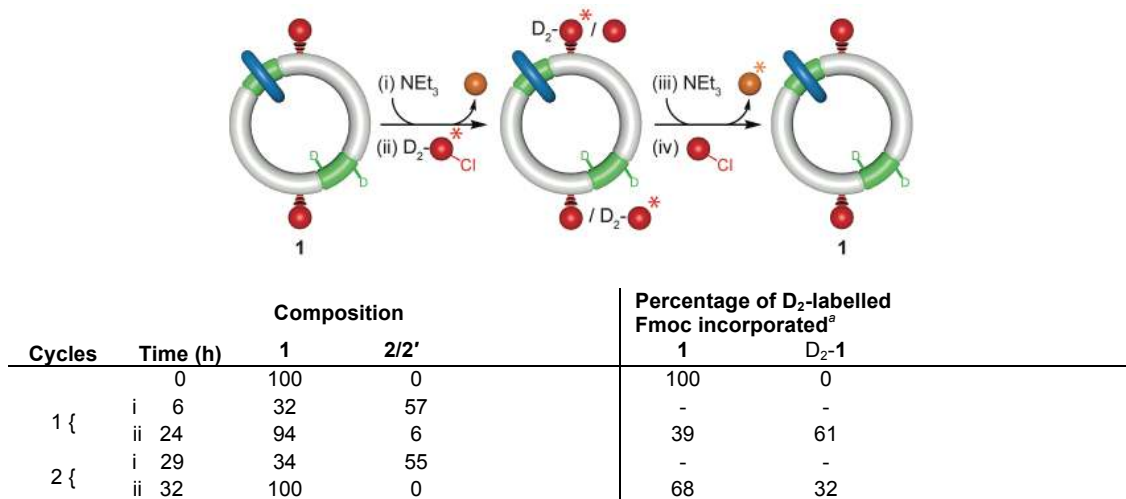 D2-* /
(i) NEt3
*
(iii) NEt3
(ii) D2-*
Cl
(iv)
Cl
D
D
D
D
D
D
/ D2-*
1
1
Composition
Percentage of D2-labelled
Fmoc incorporatedᵃ
Cycles Time (h) 1 2/2′ 1 D2-1
0 100 0 100 0
1 { i 6 32 57 - -
ii 24 94 6 39 61
2 { i 29 34 55 - -
ii 32 100 0 68 32